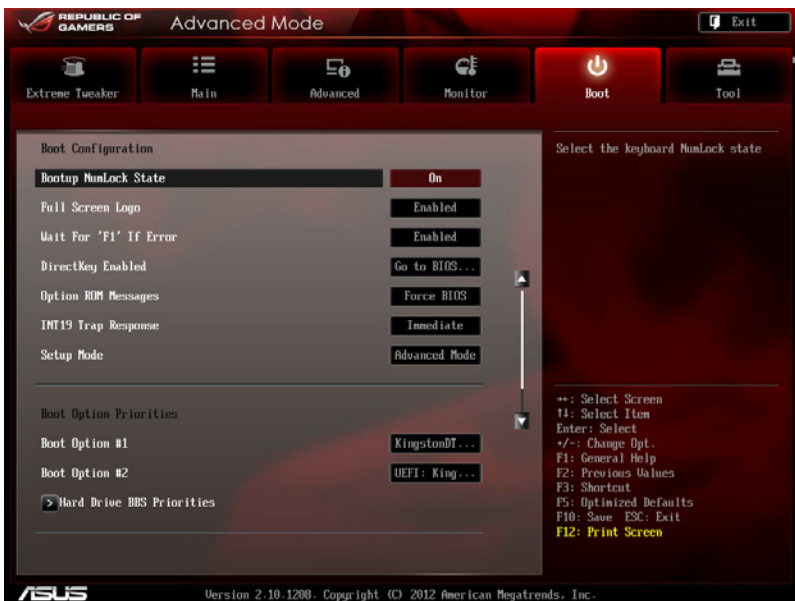 REPUBLIC OF
GAMERS
Advanced Mode
Exit
Extreme Tweaker
Main
Advanced
Monitor
Boot
Tool
Boot Configuration
Bootup NumLock State On
Full Screen Logo Enabled
Wait For 'F1' If Error Enabled
DirectKey Enabled Go to BIOS...
Option ROM Messages Force BIOS
INT19 Trap Response Immediate
Setup Mode Advanced Mode
Boot Option Priorities
Boot Option #1 KingstonDT...
Boot Option #2 UEFI: King...
> Hard Drive BBS Priorities
Select the keyboard NumLock state
→←: Select Screen
↑↓: Select Item
Enter: Select
+/-: Change Opt.
F1: General Help
F2: Previous Values
F3: Shortcut
F5: Optimized Defaults
F10: Save ESC: Exit
F12: Print Screen
ASUS
Version 2.10.1208. Copyright (C) 2012 American Megatrends, Inc.